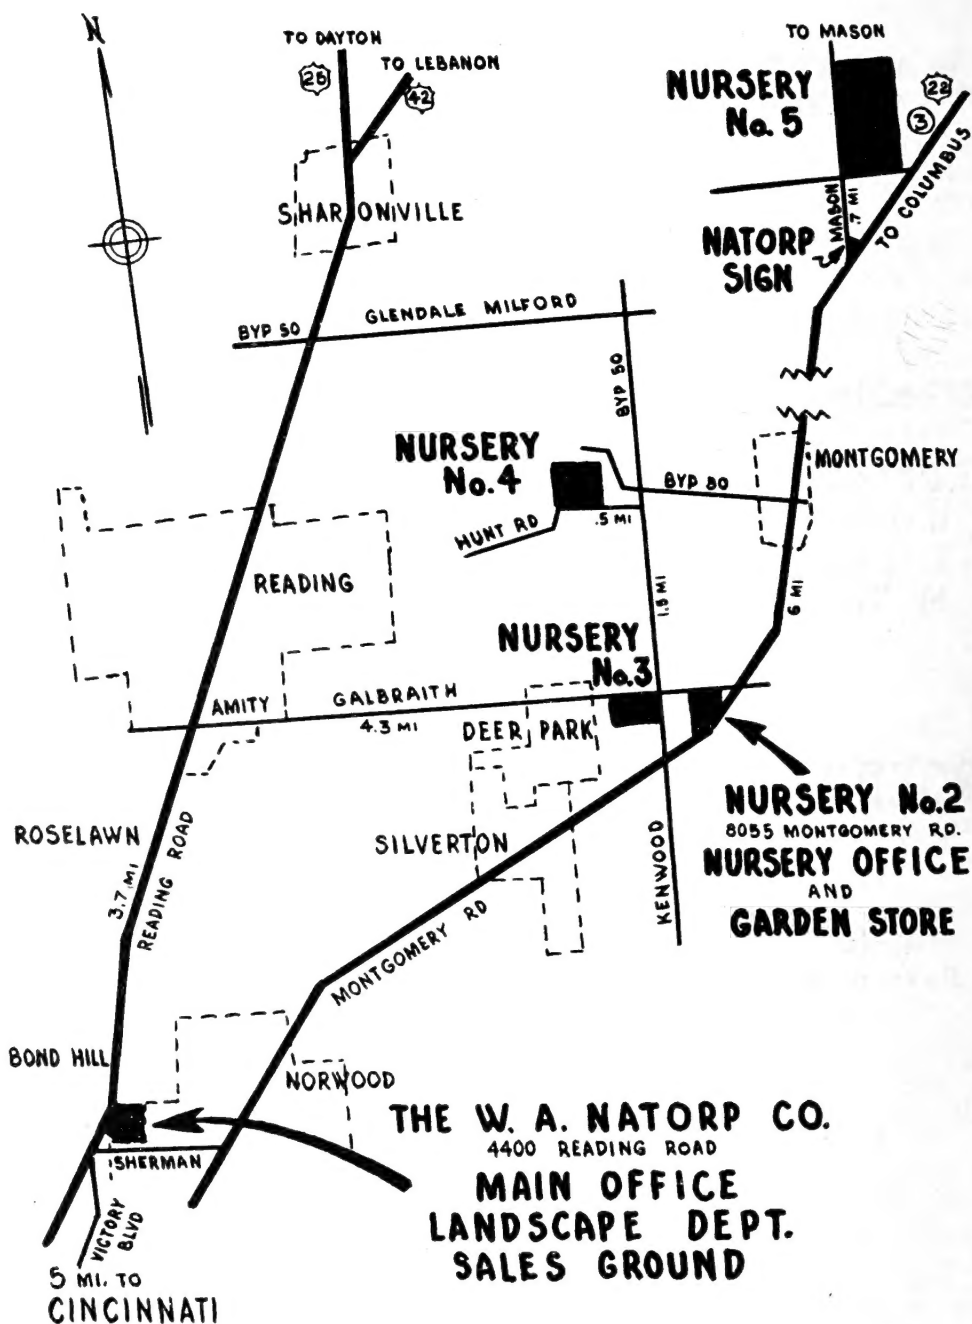 N
TO DAYTON
TO LEBANON
25
42
SHARONVILLE
TO MASON
NURSERY
No. 5
22
3
TO COLUMBUS
MASON
.7 MI
NATORP
SIGN
BYP 50
GLENDALE MILFORD
BYP 50
NURSERY
No. 4
BYP 50
MONTGOMERY
HUNT RD
.5 MI
READING
1.5 MI
6 MI
NURSERY
No. 3
AMITY
GALBRAITH
4.3 MI
DEER PARK
NURSERY No. 2
8055 MONTGOMERY RD.
NURSERY OFFICE
AND
GARDEN STORE
ROSELAWN
3.7 MI
READING ROAD
SILVERTON
KENWOOD
MONTGOMERY RD
BOND HILL
NORWOOD
SHERMAN
VICTORY
BLVD
THE W. A. NATORP CO.
4400 READING ROAD
MAIN OFFICE
LANDSCAPE DEPT.
SALES GROUND
5 MI. TO
CINCINNATI